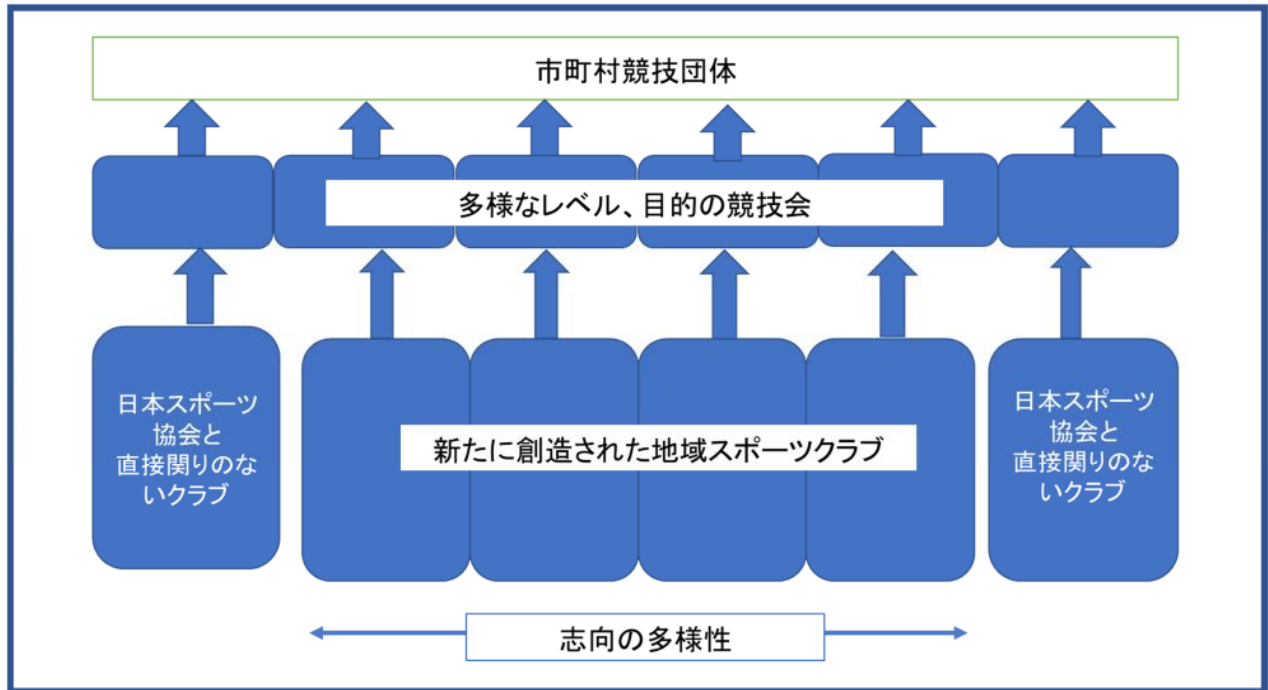 市町村競技団体
多様なレベル、目的の競技会
日本スポーツ
協会と
直接関りのな
いクラブ
新たに創造された地域スポーツクラブ
日本スポーツ
協会と
直接関りのな
いクラブ
志向の多様性